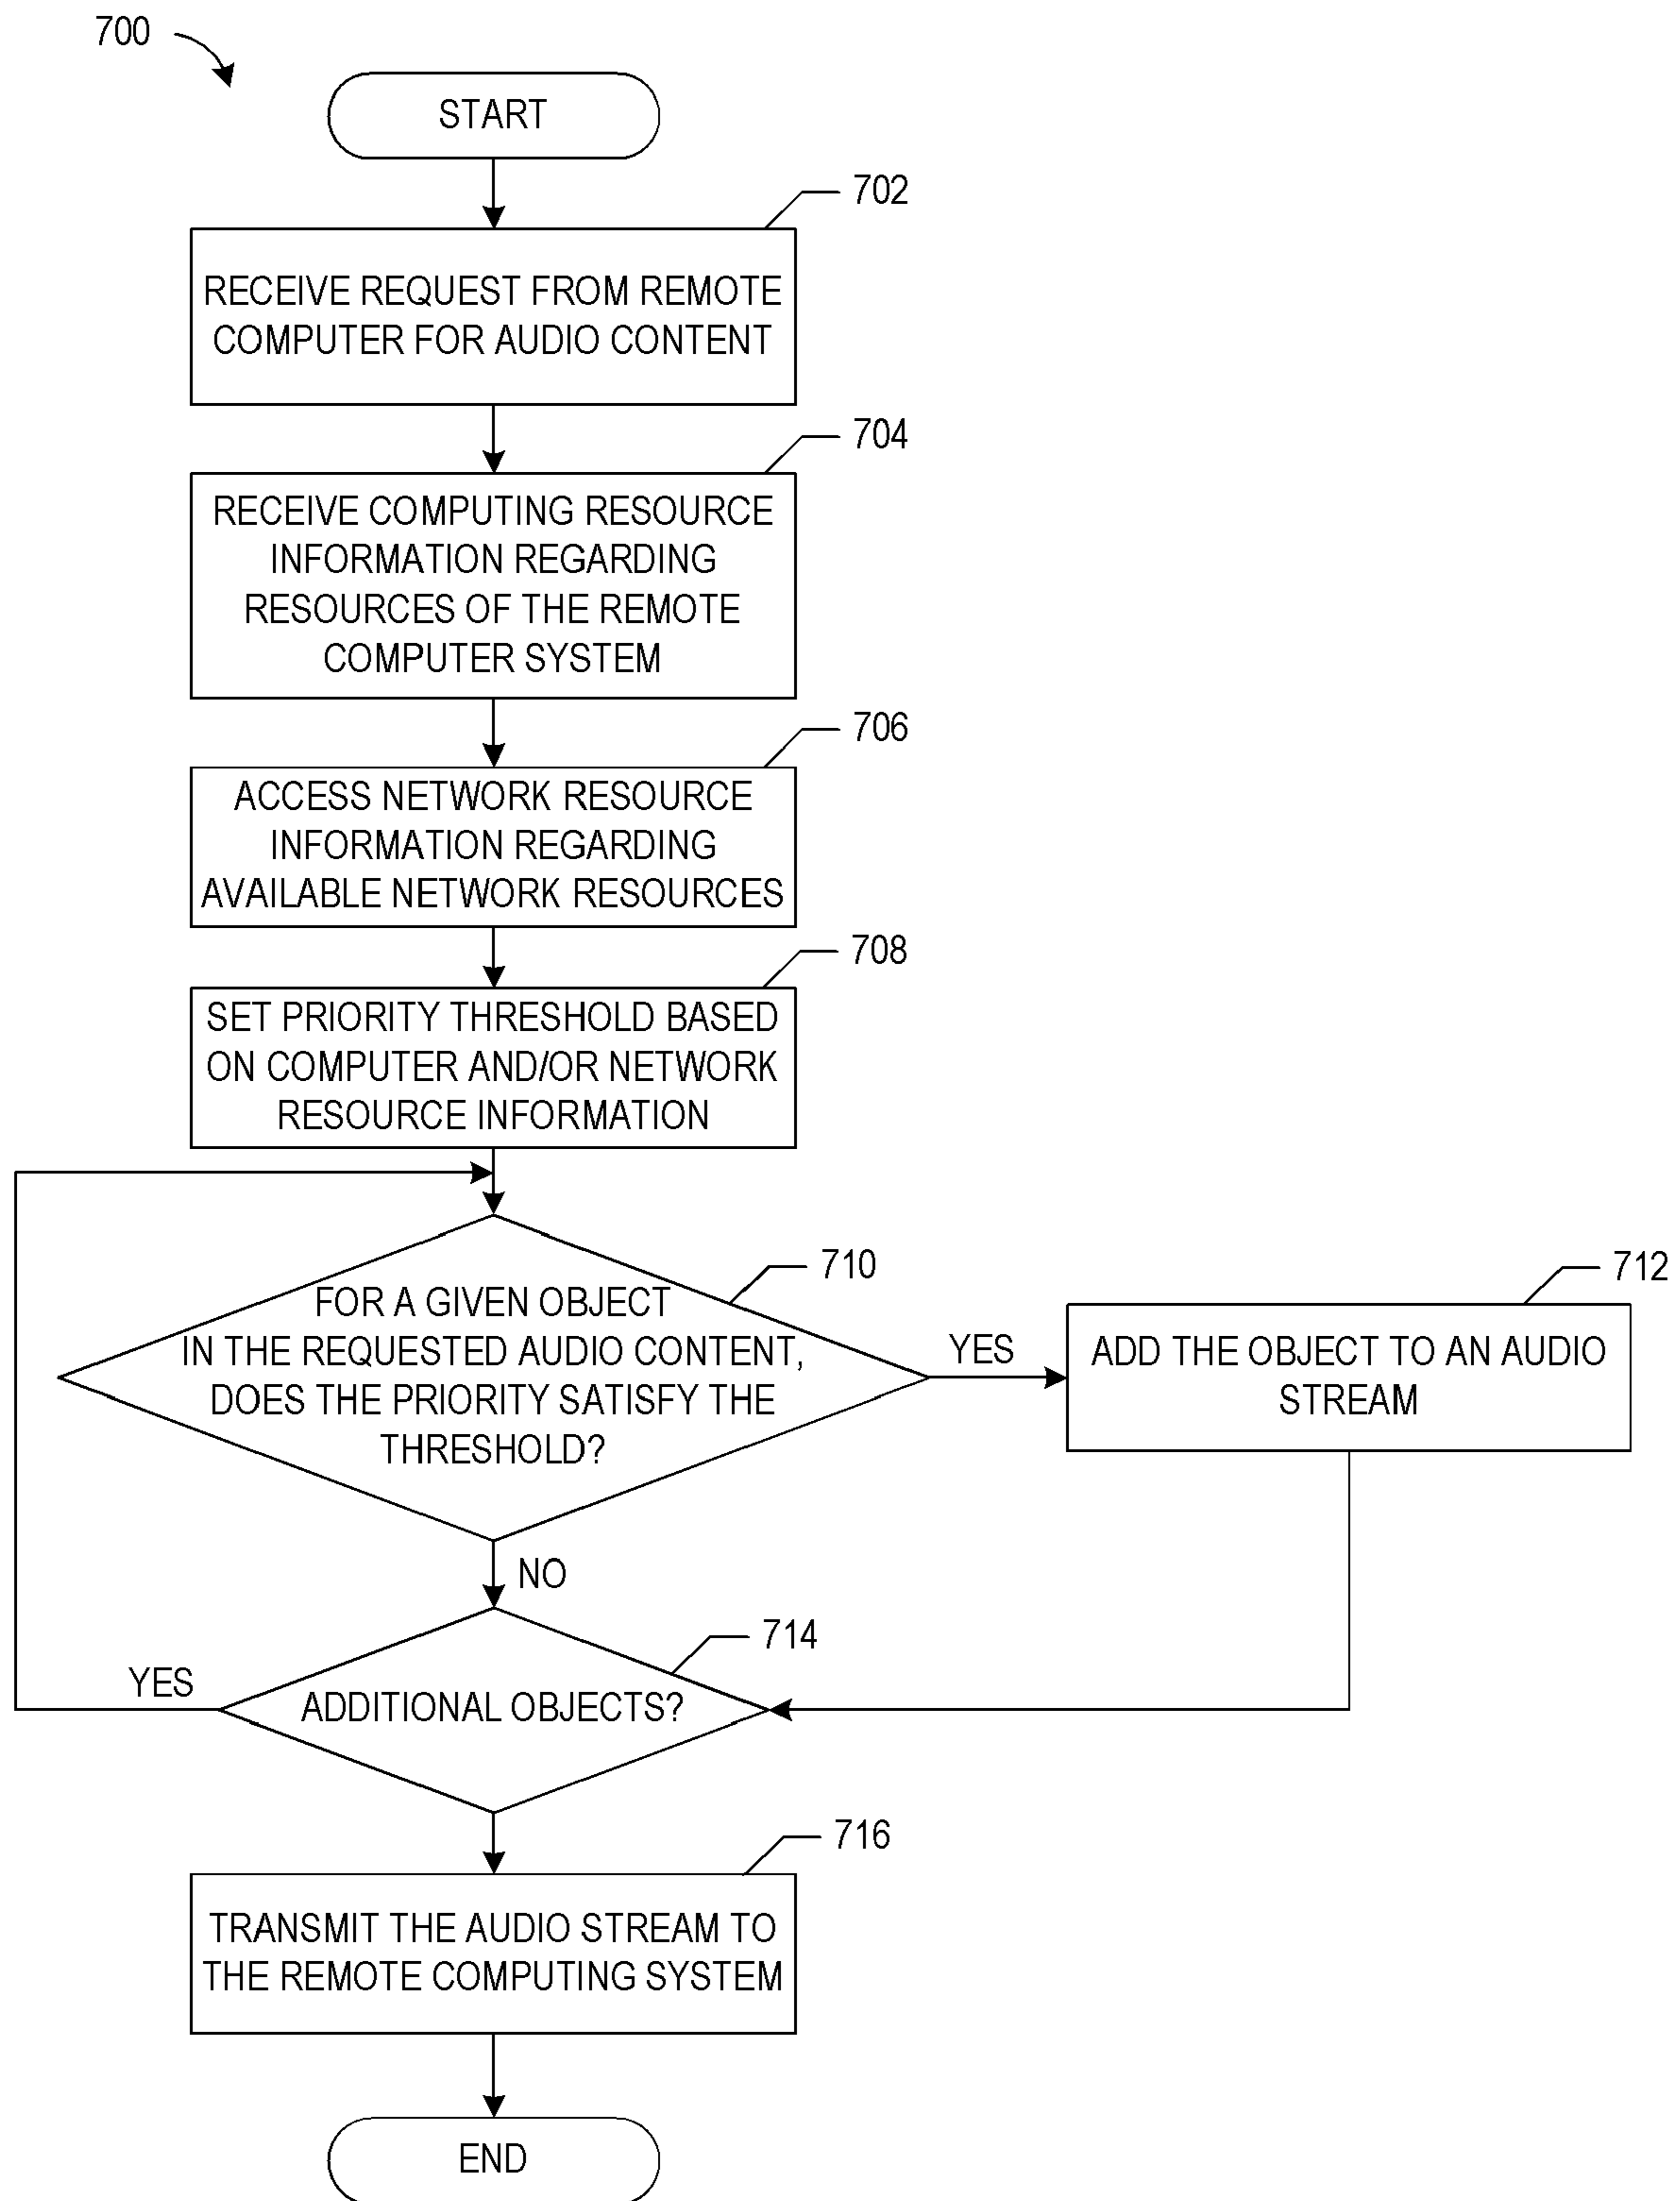 700
START
702
RECEIVE REQUEST FROM REMOTE
COMPUTER FOR AUDIO CONTENT
704
RECEIVE COMPUTING RESOURCE
INFORMATION REGARDING
RESOURCES OF THE REMOTE
COMPUTER SYSTEM
706
ACCESS NETWORK RESOURCE
INFORMATION REGARDING
AVAILABLE NETWORK RESOURCES
708
SET PRIORITY THRESHOLD BASED
ON COMPUTER AND/OR NETWORK
RESOURCE INFORMATION
710
FOR A GIVEN OBJECT
IN THE REQUESTED AUDIO CONTENT,
DOES THE PRIORITY SATISFY THE
THRESHOLD?
YES
712
ADD THE OBJECT TO AN AUDIO
STREAM
NO
714
ADDITIONAL OBJECTS?
YES
716
TRANSMIT THE AUDIO STREAM TO
THE REMOTE COMPUTING SYSTEM
END